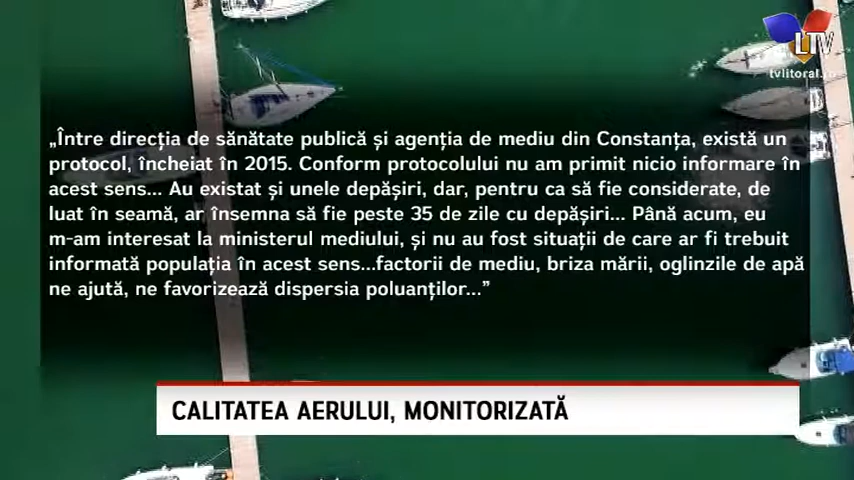 LTV
tvlitoral.ro
„Între direcția de sănătate publică și agenția de mediu din Constanța, există un
protocol, încheiat în 2015. Conform protocolului nu am primit nicio informare în
acest sens... Au existat și unele depășiri, dar, pentru ca să fie considerate, de
luat în seamă, ar însemna să fie peste 35 de zile cu depășiri... Până acum, eu
m-am interesat la ministerul mediului, și nu au fost situații de care ar fi trebuit
informată populația în acest sens...factorii de mediu, briza mării, oglinzile de apă
ne ajută, ne favorizează dispersia poluanților...”
CALITATEA AERULUI, MONITORIZATĂ